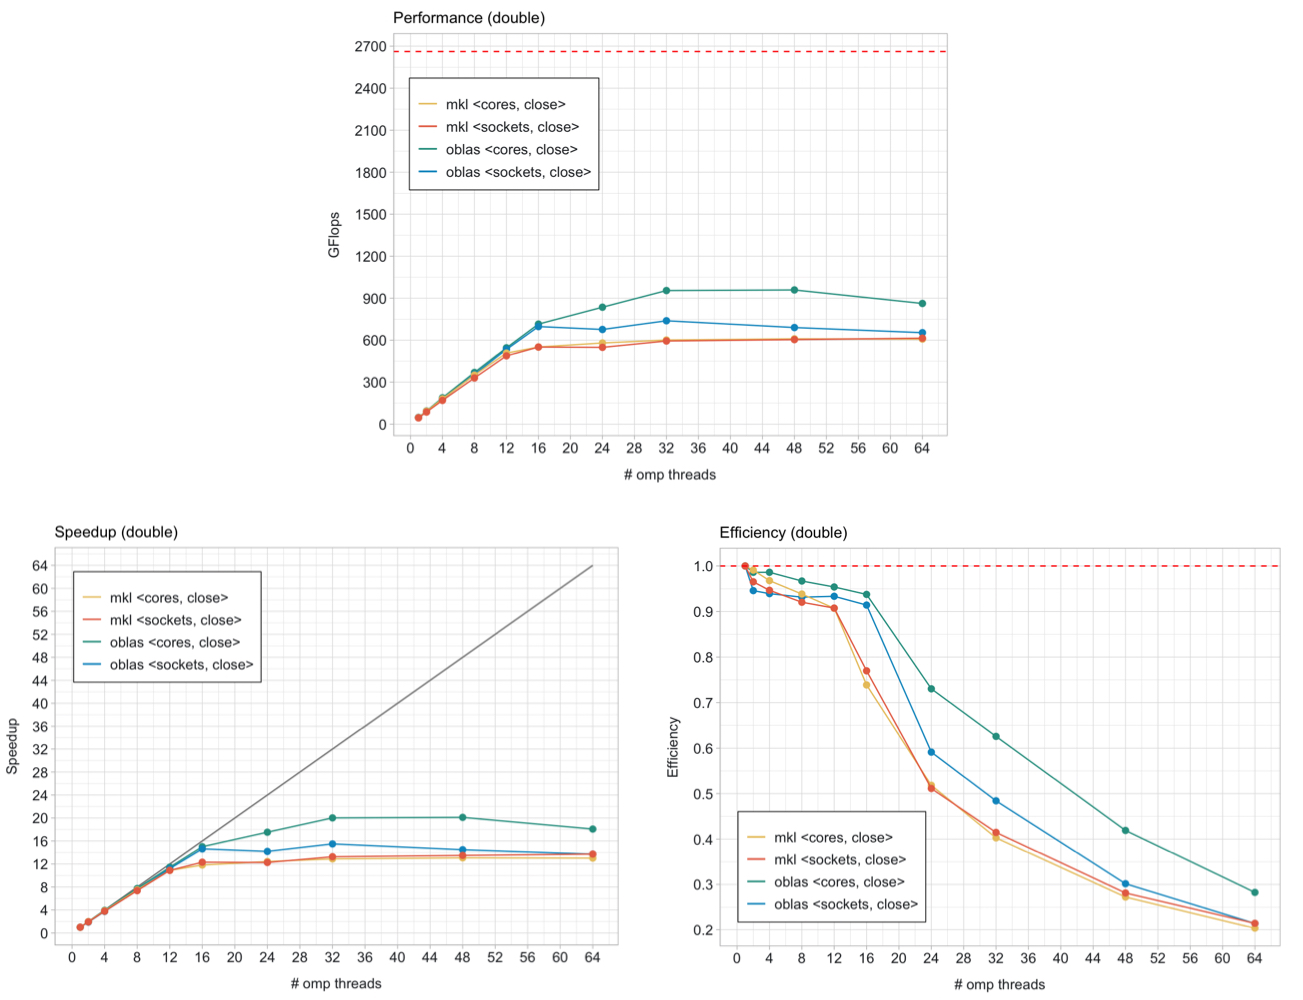 Performance (double)
2700
2400
2100
1800
1500
1200
900
600
300
0
GFlops
mkl <cores, close>
mkl <sockets, close>
oblas <cores, close>
oblas <sockets, close>
0 4 8 12 16 20 24 28 32 36 40 44 48 52 56 60 64
# omp threads
Speedup (double)
64
60
56
52
48
44
40
36
32
28
24
20
16
12
8
4
0
Speedup
mkl <cores, close>
mkl <sockets, close>
oblas <cores, close>
oblas <sockets, close>
0 4 8 12 16 20 24 28 32 36 40 44 48 52 56 60 64
# omp threads
Efficiency (double)
1.0
0.9
0.8
0.7
0.6
0.5
0.4
0.3
0.2
Efficiency
mkl <cores, close>
mkl <sockets, close>
oblas <cores, close>
oblas <sockets, close>
0 4 8 12 16 20 24 28 32 36 40 44 48 52 56 60 64
# omp threads